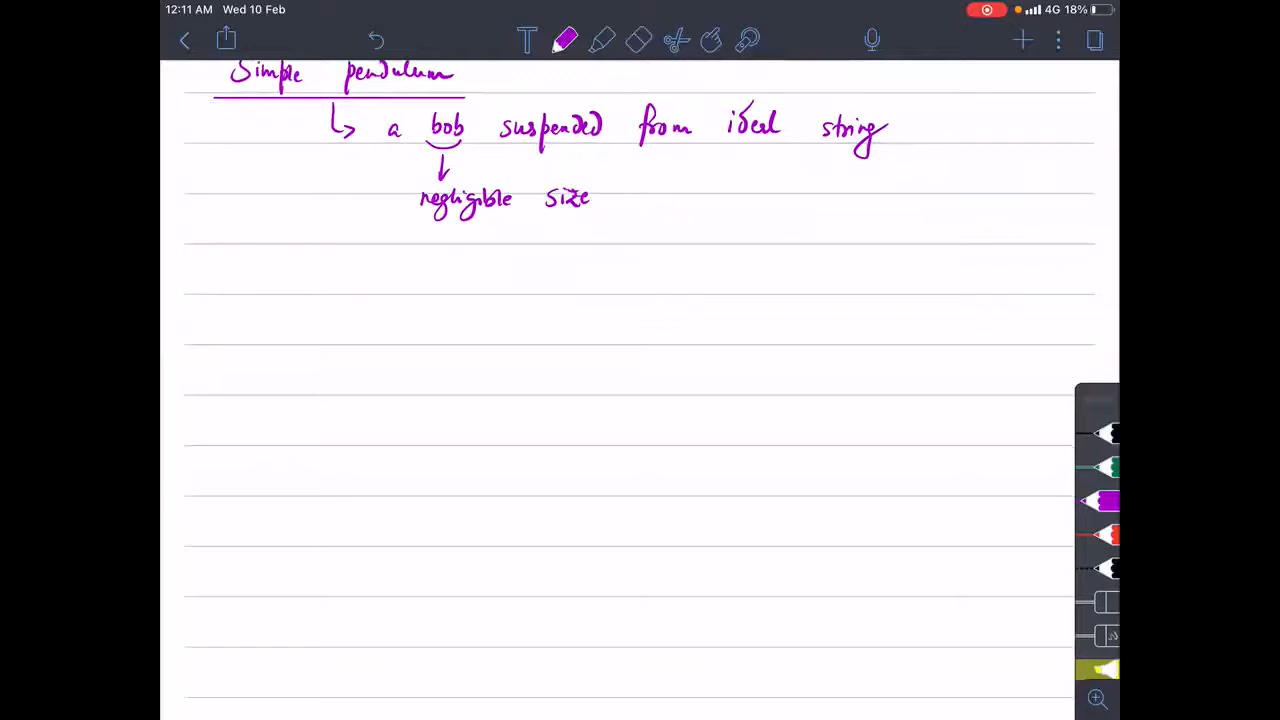 12:11 AM Wed 10 Feb 4G 18%
Simple pendulum
↳ a bob suspended from ideal string
↓
negligible size